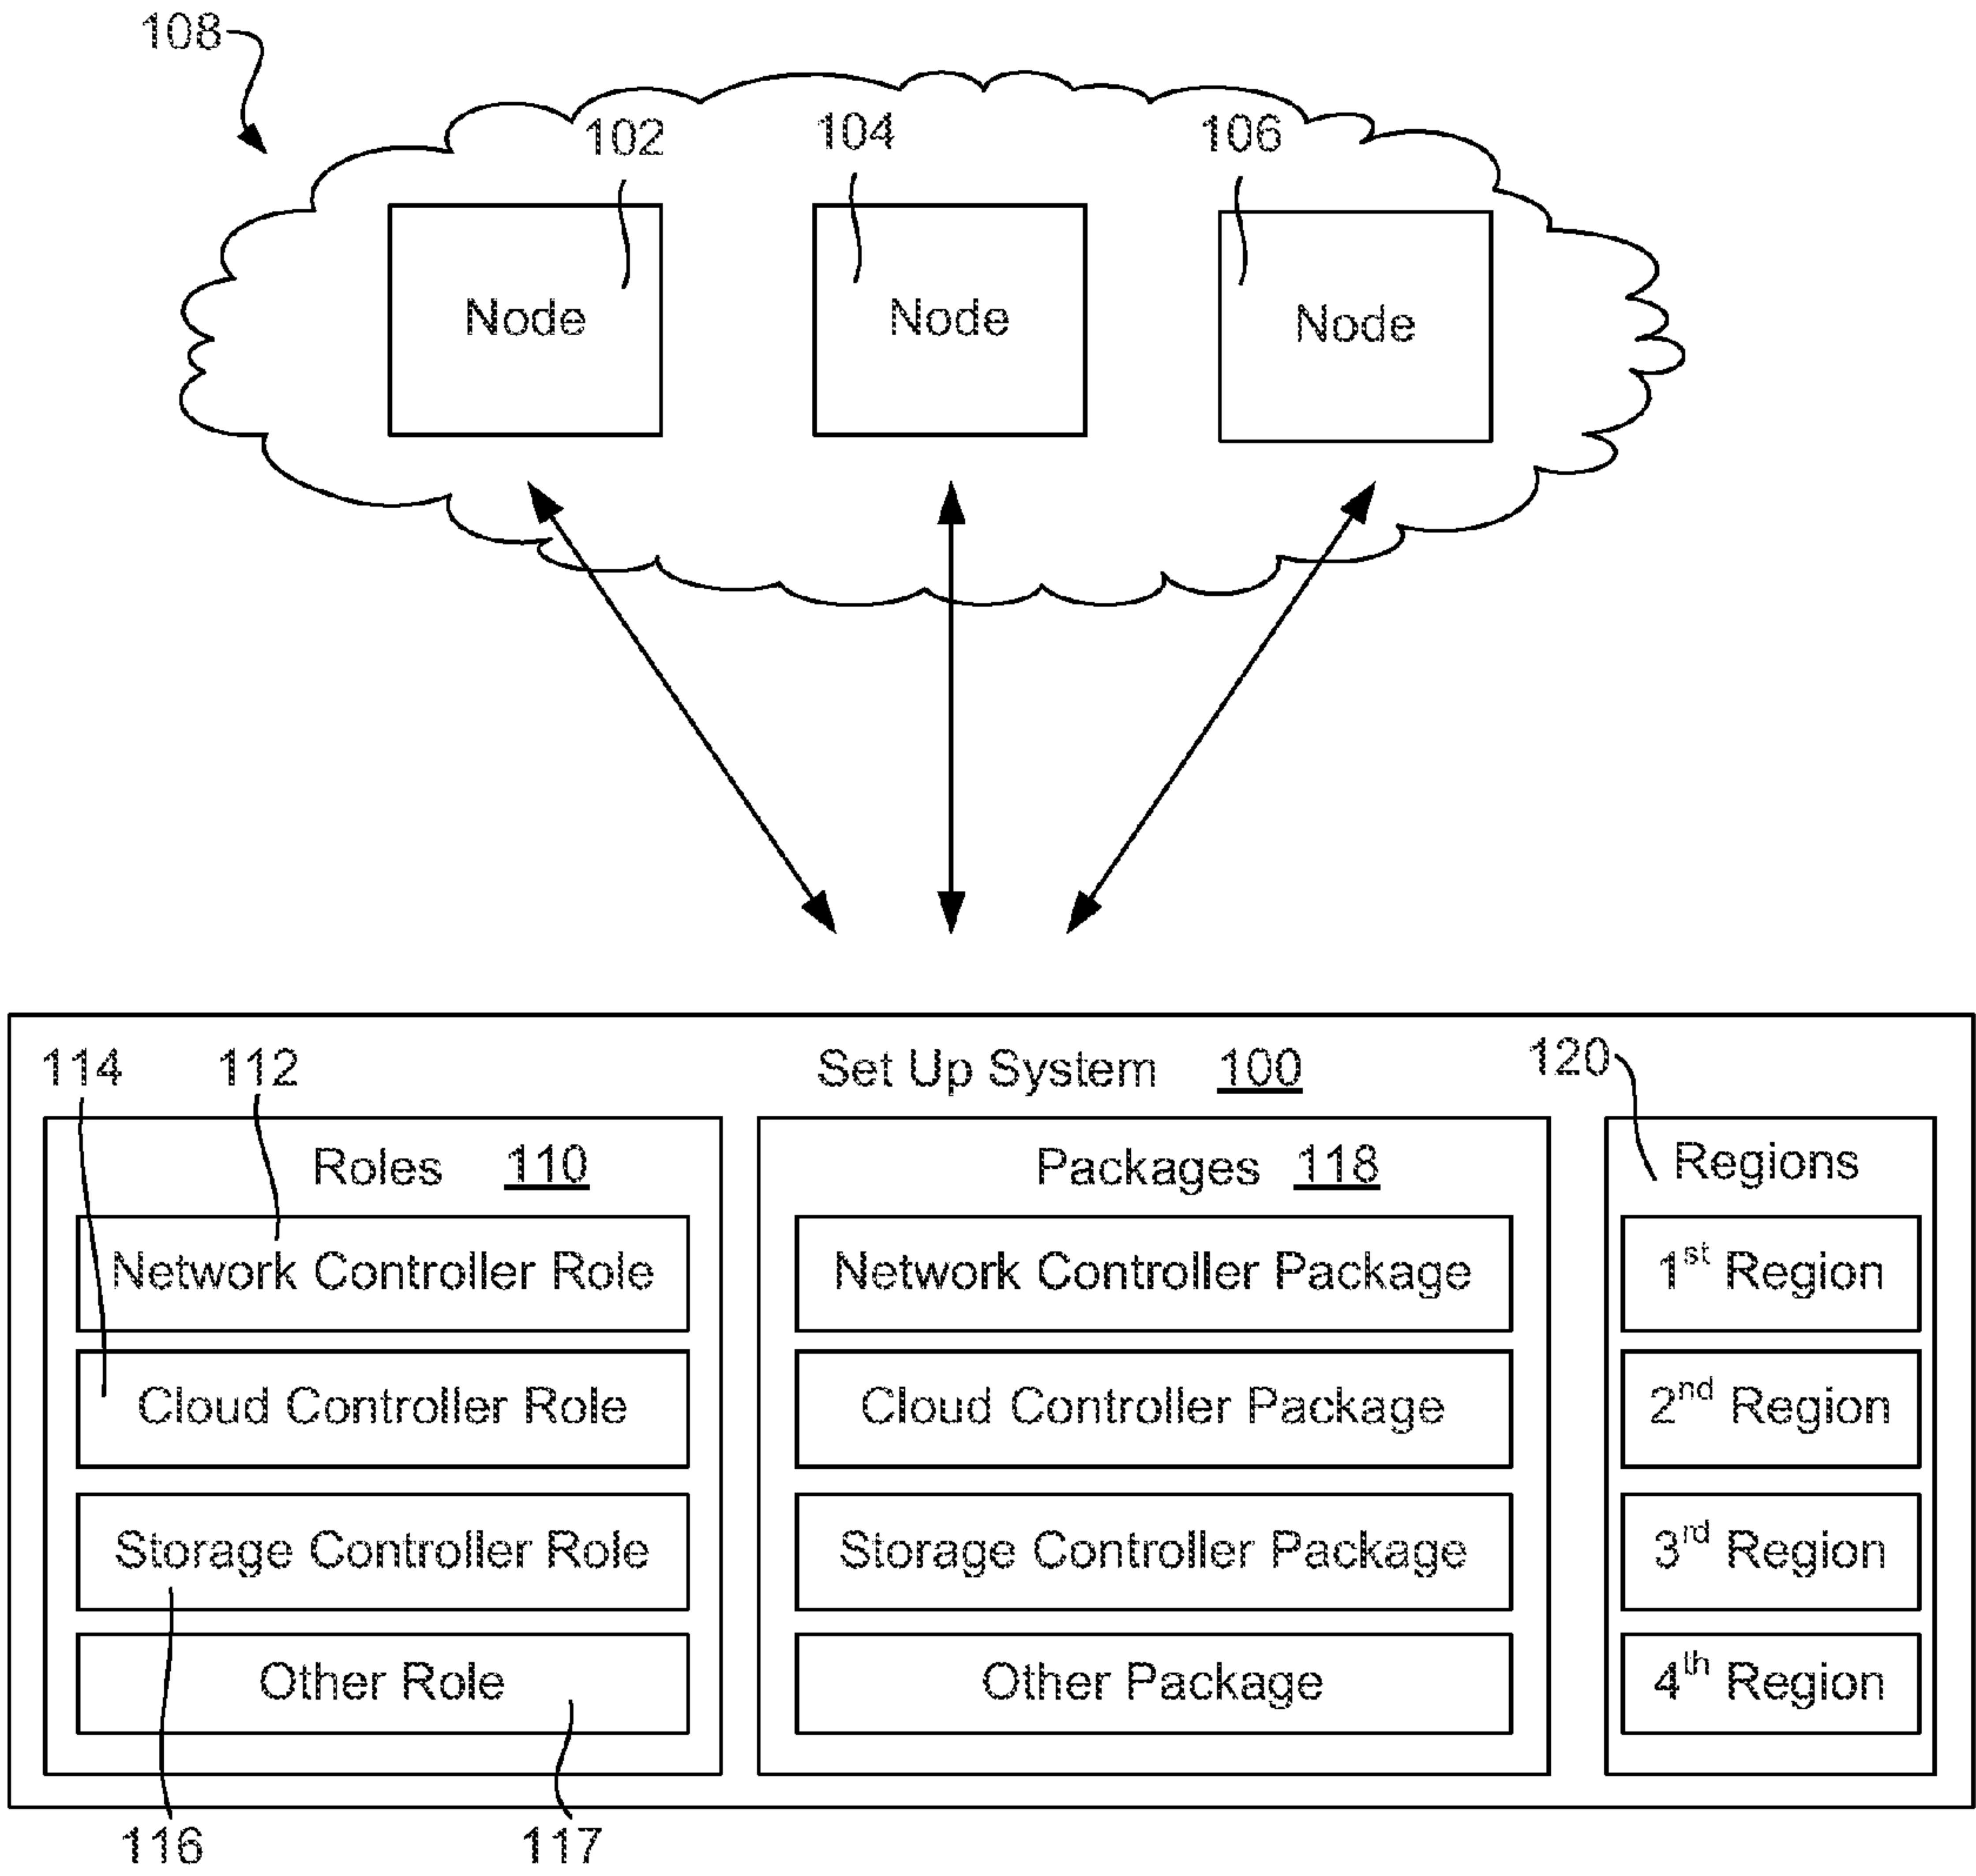 108
102
104
106
Node
Node
Node
Set Up System 100
114
112
120
Roles 110
Network Controller Role
Cloud Controller Role
Storage Controller Role
Other Role
Packages 118
Network Controller Package
Cloud Controller Package
Storage Controller Package
Other Package
Regions
1st Region
2nd Region
3rd Region
4th Region
116
117